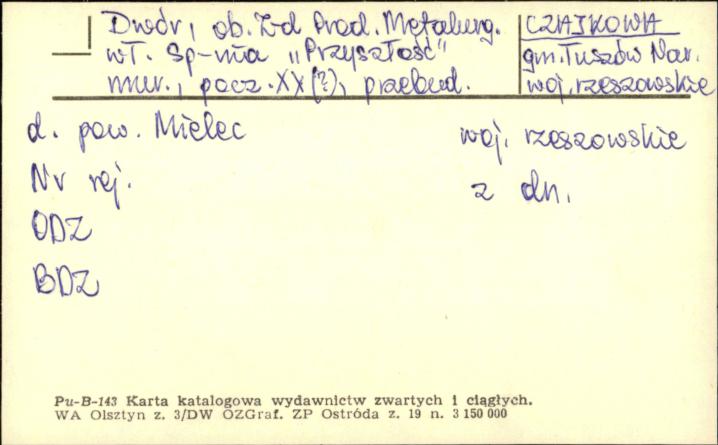 Dwór, ob. Zd Prod. Metalurg.
wł. Sp-nia „Przyszłość"
mur., pocz. XX (?), przebud.
CZAJKOWA
gm. Tuszów Nar.
woj. rzeszowskie
d. pow. Mielec
woj. rzeszowskie
Nr rej.
z dn.
ODZ
BDZ
Pu-B-143 Karta katalogowa wydawnictw zwartych i ciągłych.
WA Olsztyn z. 3/DW OZGraf. ZP Ostróda z. 19 n. 3 150 000